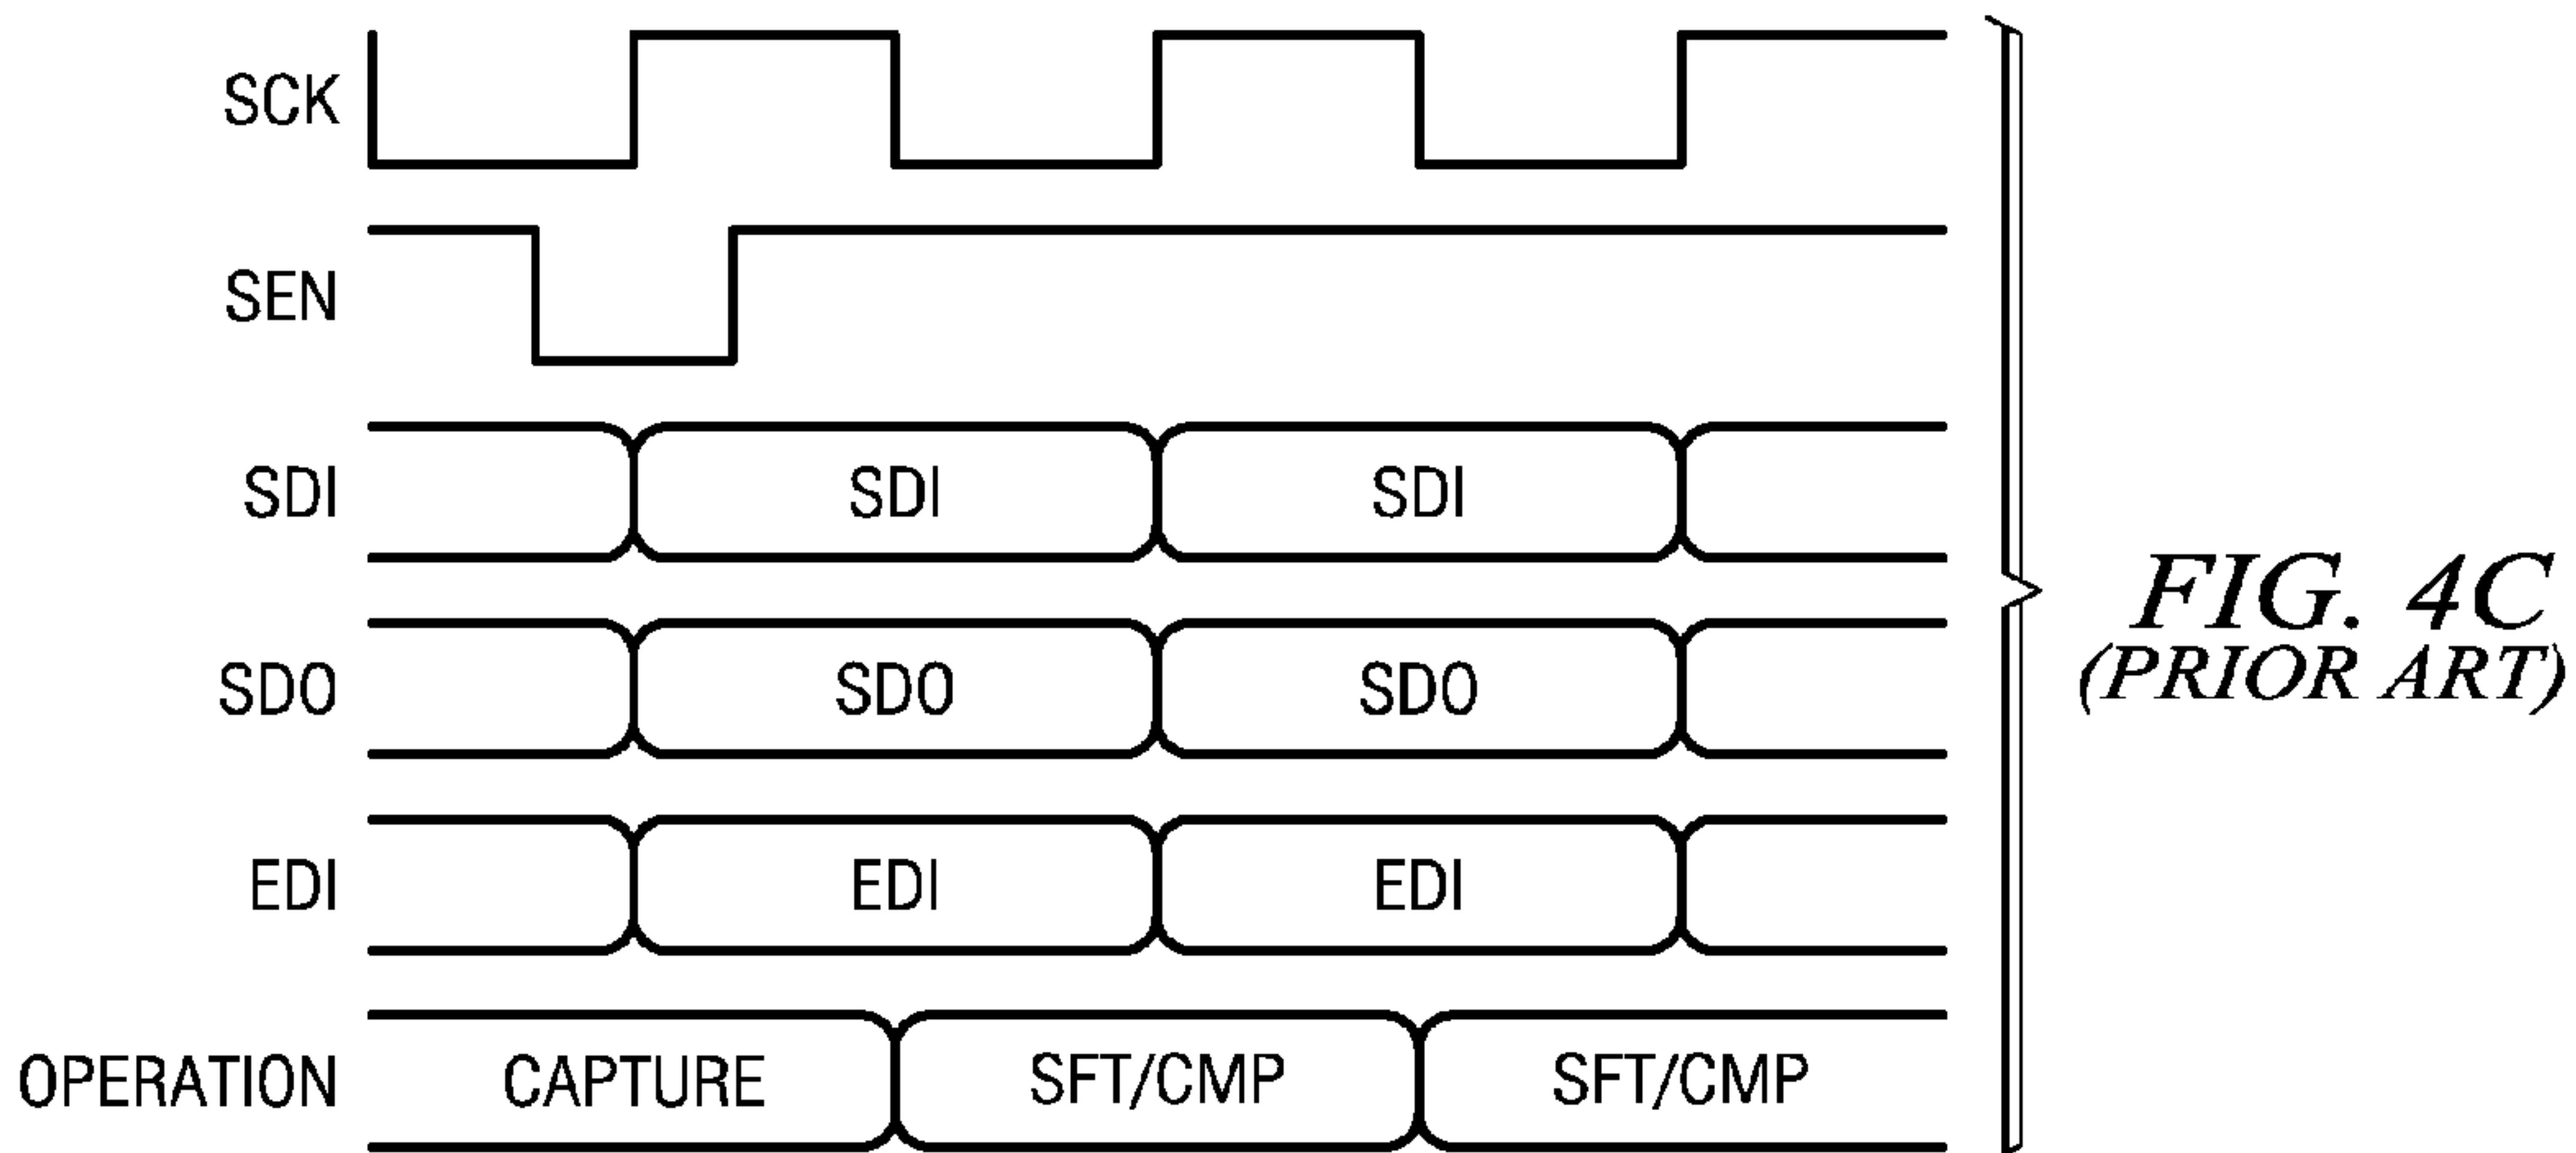 SCK
SEN
SDI SDI SDI
SDO SDO SDO
EDI EDI EDI
OPERATION CAPTURE SFT/CMP SFT/CMP
FIG. 4C
(PRIOR ART)